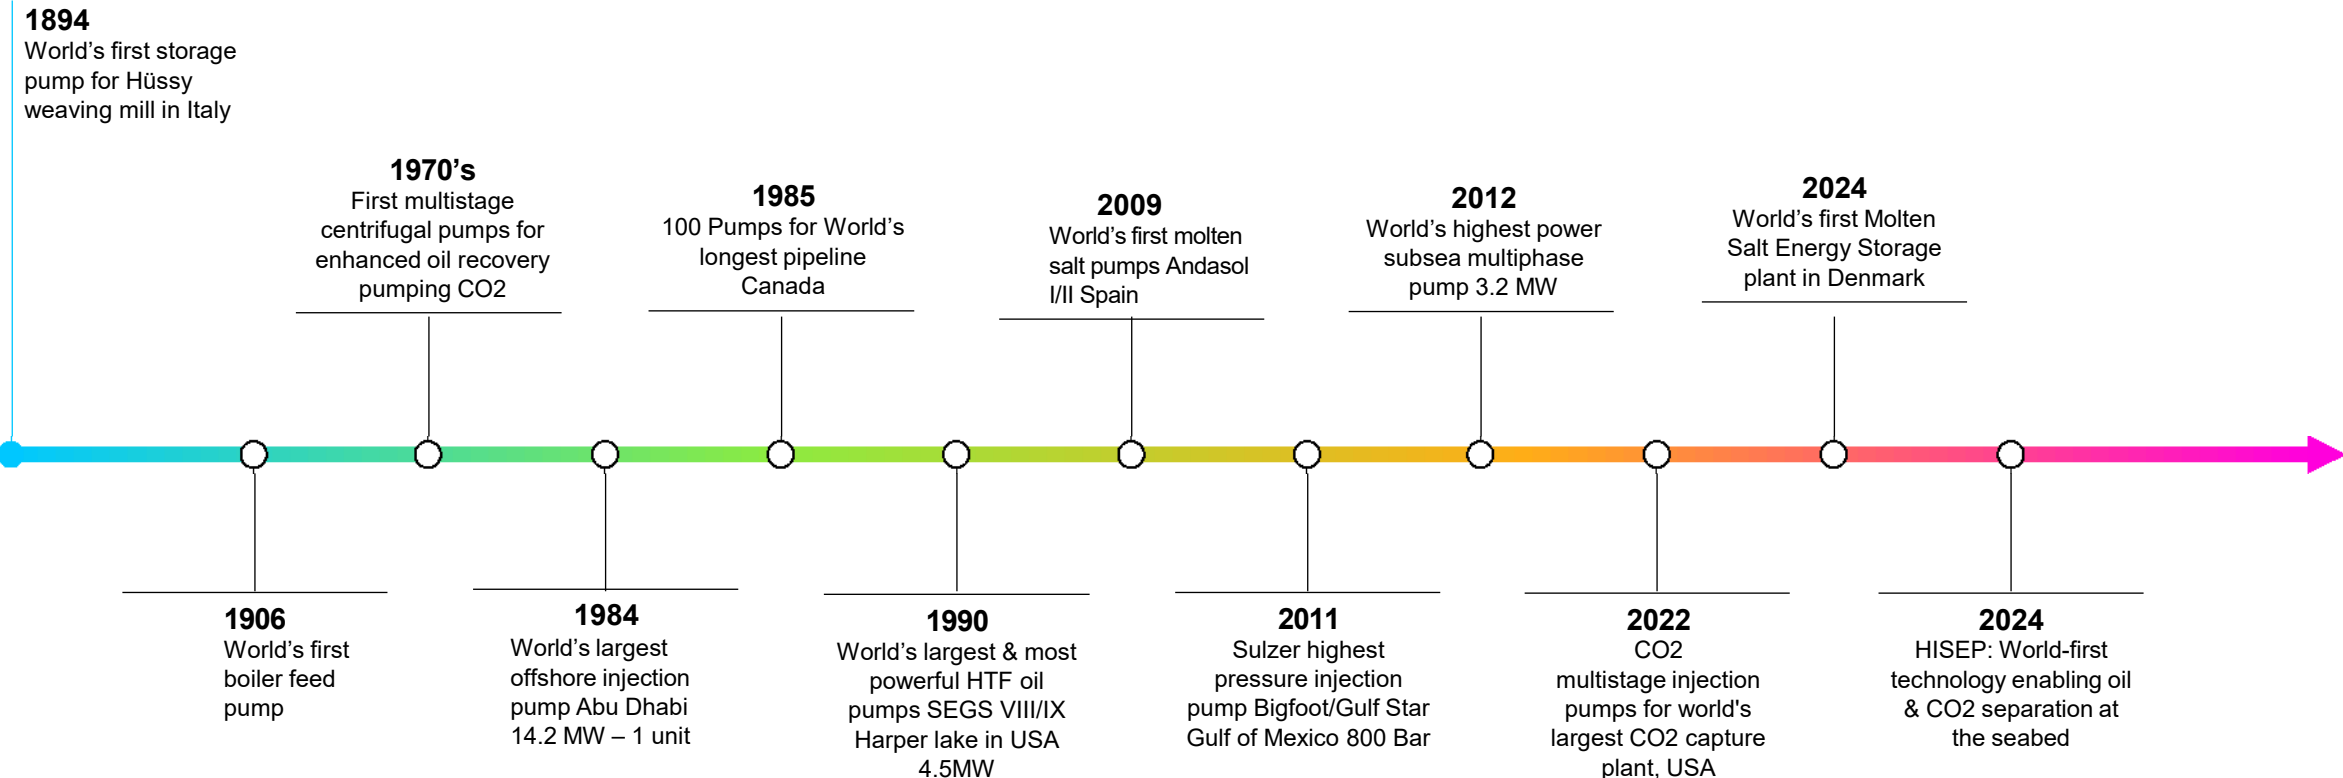 1894
World’s first storage
pump for Hüssy
weaving mill in Italy
1970’s
First multistage
centrifugal pumps for
enhanced oil recovery
pumping CO2
1985
100 Pumps for World’s
longest pipeline
Canada
2009
World’s first molten
salt pumps Andasol
I/II Spain
2012
World’s highest power
subsea multiphase
pump 3.2 MW
2024
World’s first Molten
Salt Energy Storage
plant in Denmark
1906
World’s first
boiler feed
pump
1984
World’s largest
offshore injection
pump Abu Dhabi
14.2 MW – 1 unit
1990
World’s largest & most
powerful HTF oil
pumps SEGS VIII/IX
Harper lake in USA
4.5MW
2011
Sulzer highest
pressure injection
pump Bigfoot/Gulf Star
Gulf of Mexico 800 Bar
2022
CO2
multistage injection
pumps for world's
largest CO2 capture
plant, USA
2024
HISEP: World-first
technology enabling oil
& CO2 separation at
the seabed